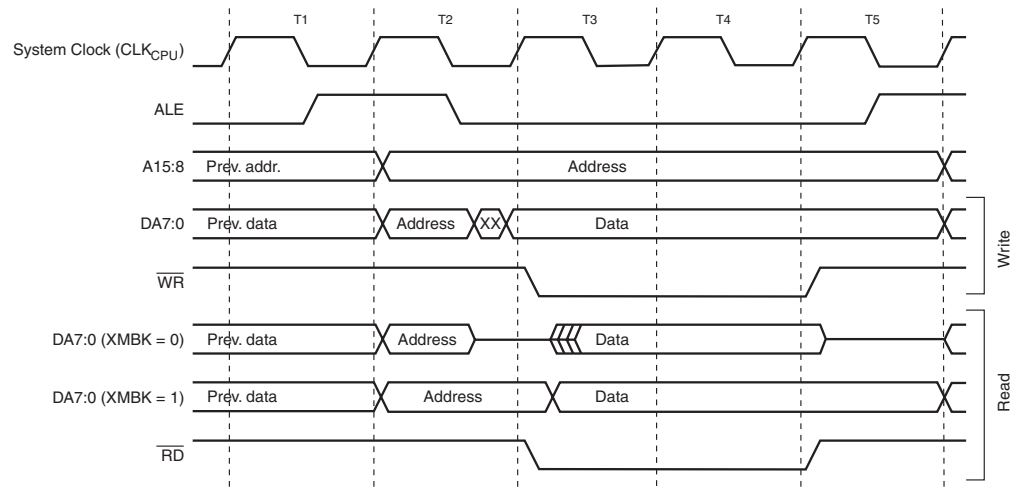 T1 T2 T3 T4 T5
System Clock (CLKCPU)
ALE
A15:8 Prev. addr. Address
DA7:0 Prev. data Address XX Data
WR
Write
DA7:0 (XMBK = 0) Prev. data Address Data
DA7:0 (XMBK = 1) Prev. data Address Data
RD
Read